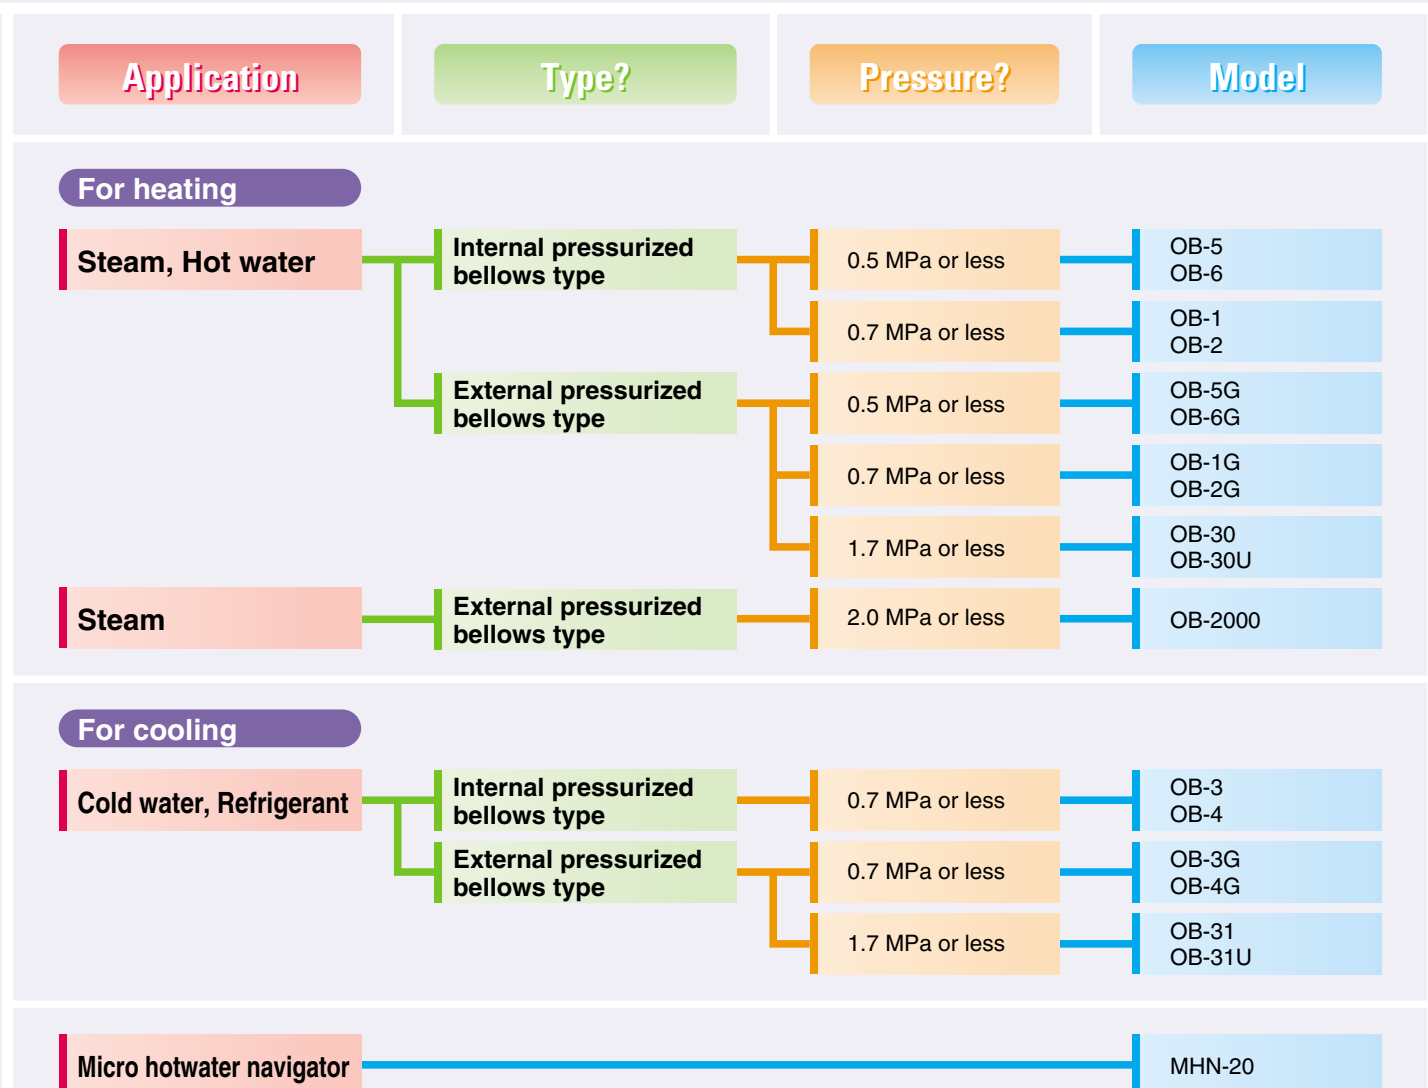 Application
Type?
Pressure?
Model
For heating
Steam, Hot water
Internal pressurized
bellows type
0.5 MPa or less
OB-5
OB-6
0.7 MPa or less
OB-1
OB-2
External pressurized
bellows type
0.5 MPa or less
OB-5G
OB-6G
0.7 MPa or less
OB-1G
OB-2G
1.7 MPa or less
OB-30
OB-30U
Steam
External pressurized
bellows type
2.0 MPa or less
OB-2000
For cooling
Cold water, Refrigerant
Internal pressurized
bellows type
0.7 MPa or less
OB-3
OB-4
External pressurized
bellows type
0.7 MPa or less
OB-3G
OB-4G
1.7 MPa or less
OB-31
OB-31U
Micro hotwater navigator
MHN-20